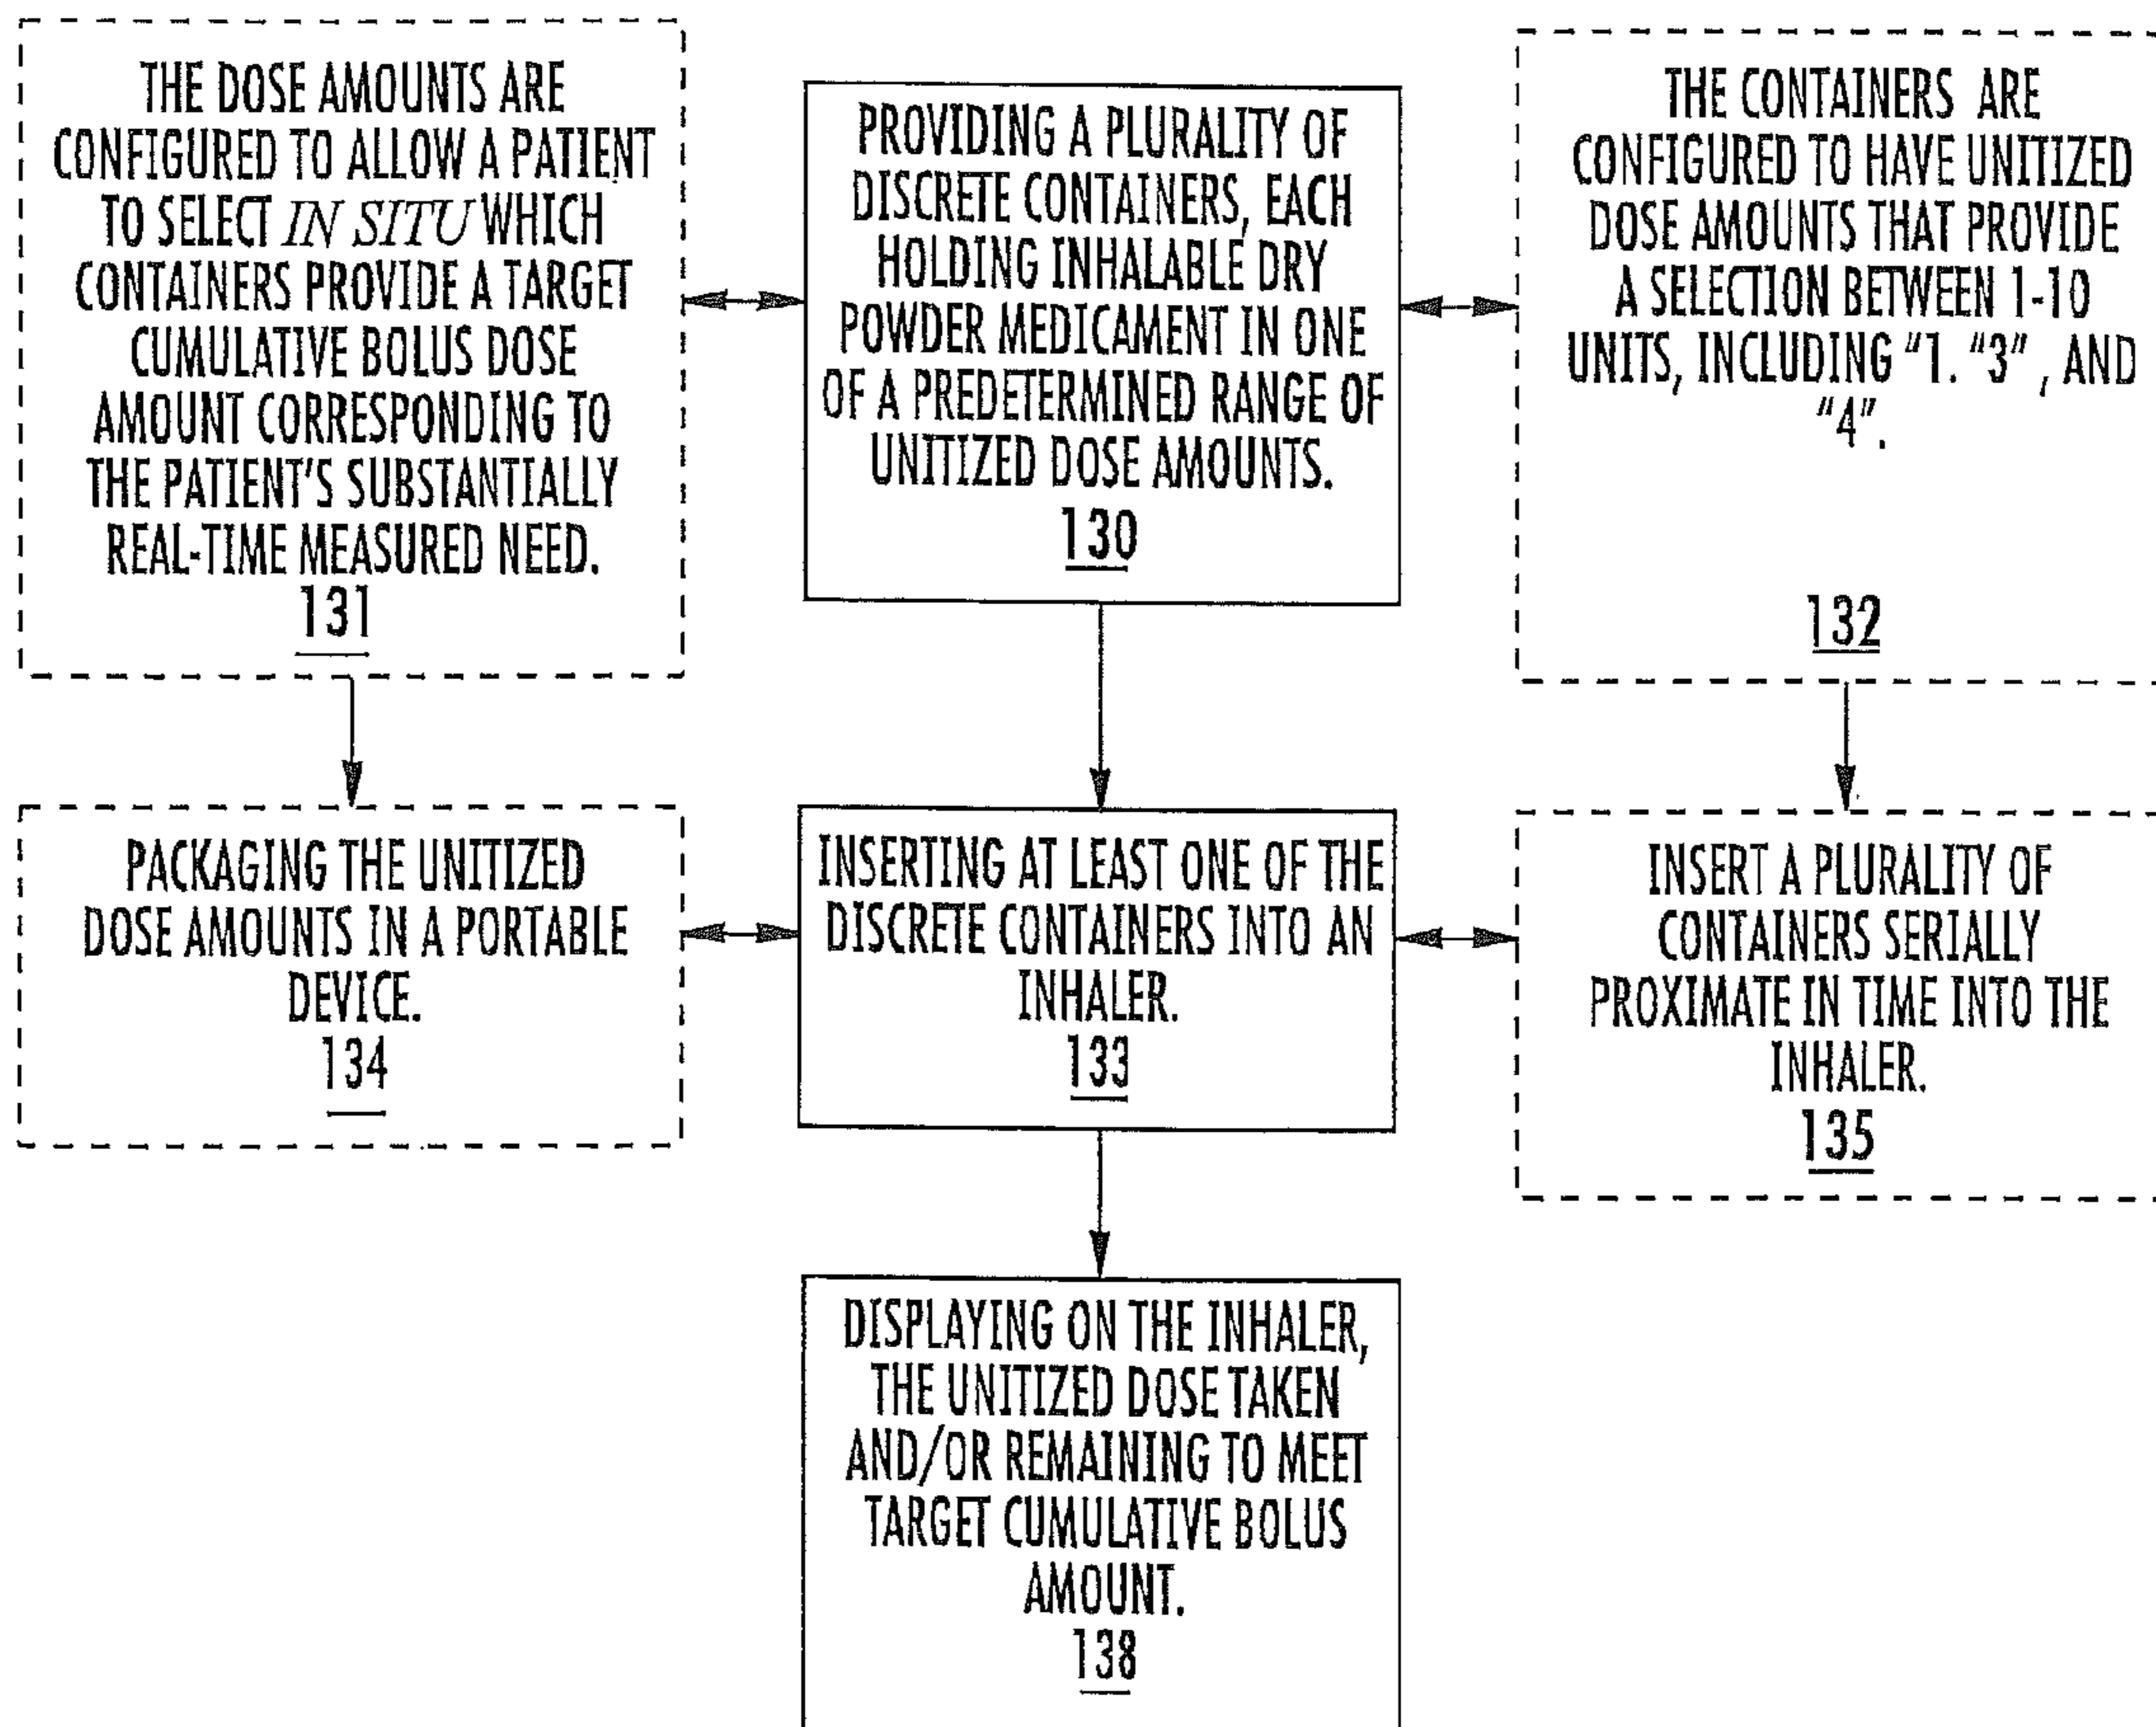 THE DOSE AMOUNTS ARE
CONFIGURED TO ALLOW A PATIENT
TO SELECT IN SITU WHICH
CONTAINERS PROVIDE A TARGET
CUMULATIVE BOLUS DOSE
AMOUNT CORRESPONDING TO
THE PATIENT'S SUBSTANTIALLY
REAL-TIME MEASURED NEED.
131
PROVIDING A PLURALITY OF
DISCRETE CONTAINERS, EACH
HOLDING INHALABLE DRY
POWDER MEDICAMENT IN ONE
OF A PREDETERMINED RANGE OF
UNITIZED DOSE AMOUNTS.
130
THE CONTAINERS ARE
CONFIGURED TO HAVE UNITIZED
DOSE AMOUNTS THAT PROVIDE
A SELECTION BETWEEN 1-10
UNITS, INCLUDING "1. "3", AND
"4".
132
PACKAGING THE UNITIZED
DOSE AMOUNTS IN A PORTABLE
DEVICE.
134
INSERTING AT LEAST ONE OF THE
DISCRETE CONTAINERS INTO AN
INHALER.
133
INSERT A PLURALITY OF
CONTAINERS SERIALLY
PROXIMATE IN TIME INTO THE
INHALER.
135
DISPLAYING ON THE INHALER,
THE UNITIZED DOSE TAKEN
AND/OR REMAINING TO MEET
TARGET CUMULATIVE BOLUS
AMOUNT.
138